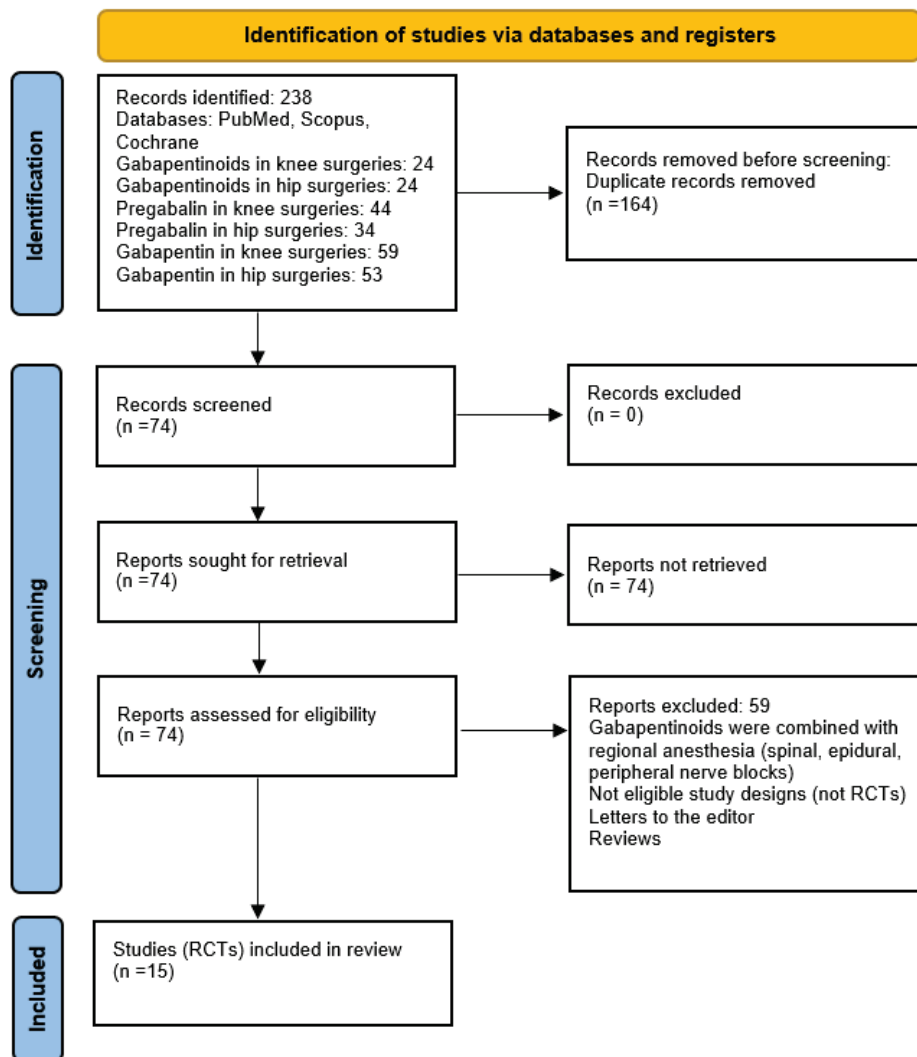 Identification of studies via databases and registers
Identification
Records identified: 238
Databases: PubMed, Scopus,
Cochrane
Gabapentinoids in knee surgeries: 24
Gabapentinoids in hip surgeries: 24
Pregabalin in knee surgeries: 44
Pregabalin in hip surgeries: 34
Gabapentin in knee surgeries: 59
Gabapentin in hip surgeries: 53
Records removed before screening:
Duplicate records removed
(n =164)
Screening
Records screened
(n =74)
Records excluded
(n = 0)
Reports sought for retrieval
(n =74)
Reports not retrieved
(n = 74)
Reports assessed for eligibility
(n = 74)
Reports excluded: 59
Gabapentinoids were combined with
regional anesthesia (spinal, epidural,
peripheral nerve blocks)
Not eligible study designs (not RCTs)
Letters to the editor
Reviews
Included
Studies (RCTs) included in review
(n =15)